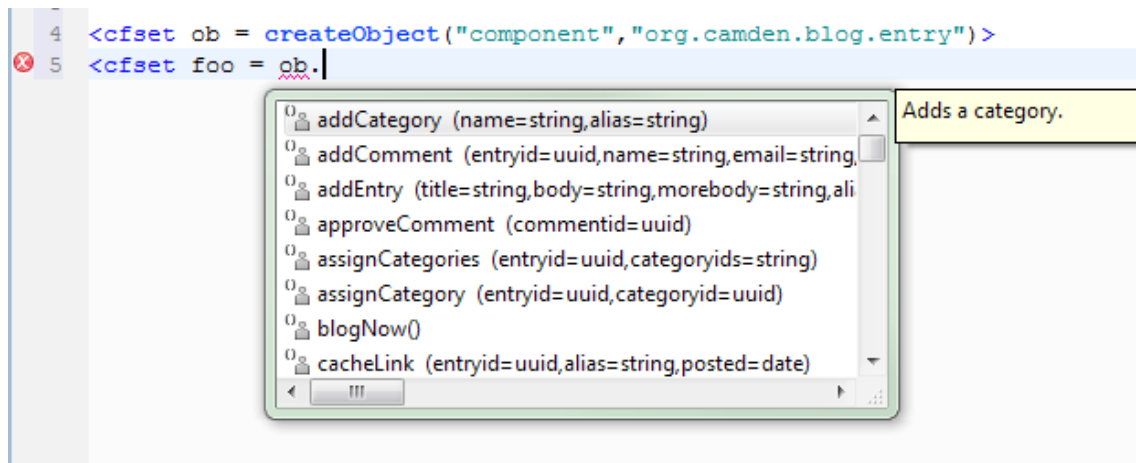 4 <cfset ob = createObject("component","org.camden.blog.entry")>
5 <cfset foo = ob.
addCategory (name=string,alias=string)
Adds a category.
addComment (entryid=uuid,name=string,email=string,
addEntry (title=string,body=string,morebody=string,ali
approveComment (commentid=uuid)
assignCategories (entryid=uuid,categoryids=string)
assignCategory (entryid=uuid,categoryid=uuid)
blogNow()
cacheLink (entryid=uuid,alias=string,posted=date)